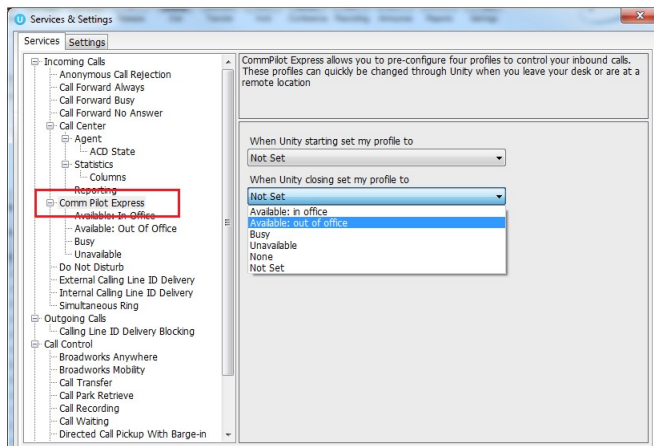 Services & Settings
Services
Settings
Incoming Calls
Anonymous Call Rejection
Call Forward Always
Call Forward Busy
Call Forward No Answer
Call Center
Agent
ACD State
Statistics
Columns
Reporting
Comm Pilot Express
Available: In Office
Available: Out Of Office
Busy
Unavailable
Do Not Disturb
External Calling Line ID Delivery
Internal Calling Line ID Delivery
Simultaneous Ring
Outgoing Calls
Calling Line ID Delivery Blocking
Call Control
Broadworks Anywhere
Broadworks Mobility
Call Transfer
Call Park Retrieve
Call Recording
Call Waiting
Directed Call Pickup With Barge-in
CommPilot Express allows you to pre-configure four profiles to control your inbound calls.
These profiles can quickly be changed through Unity when you leave your desk or are at a
remote location
When Unity starting set my profile to
Not Set
When Unity closing set my profile to
Not Set
Available: in office
Available: out of office
Busy
Unavailable
None
Not Set